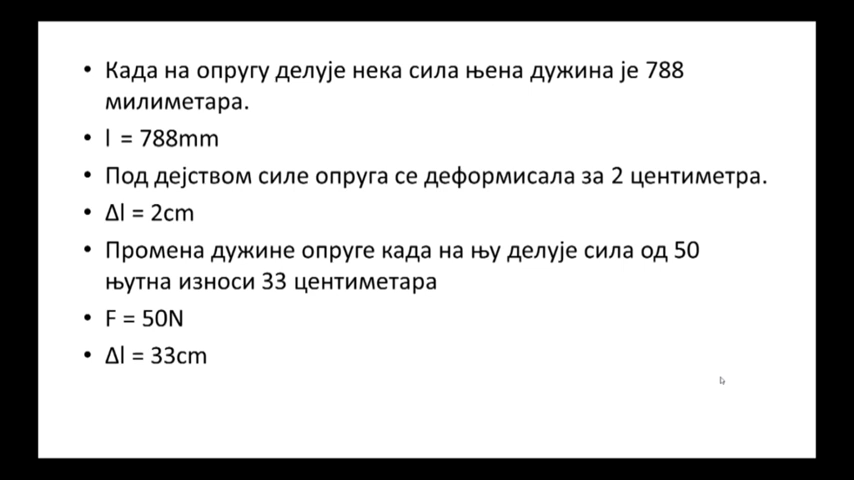 • Када на опругу делује нека сила њена дужина је 788
милиметара.
• l = 788mm
• Под дејством силе опруга се деформисала за 2 центиметра.
• Δl = 2cm
• Промена дужине опруге када на њу делује сила од 50
њутна износи 33 центиметара
• F = 50N
• Δl = 33cm